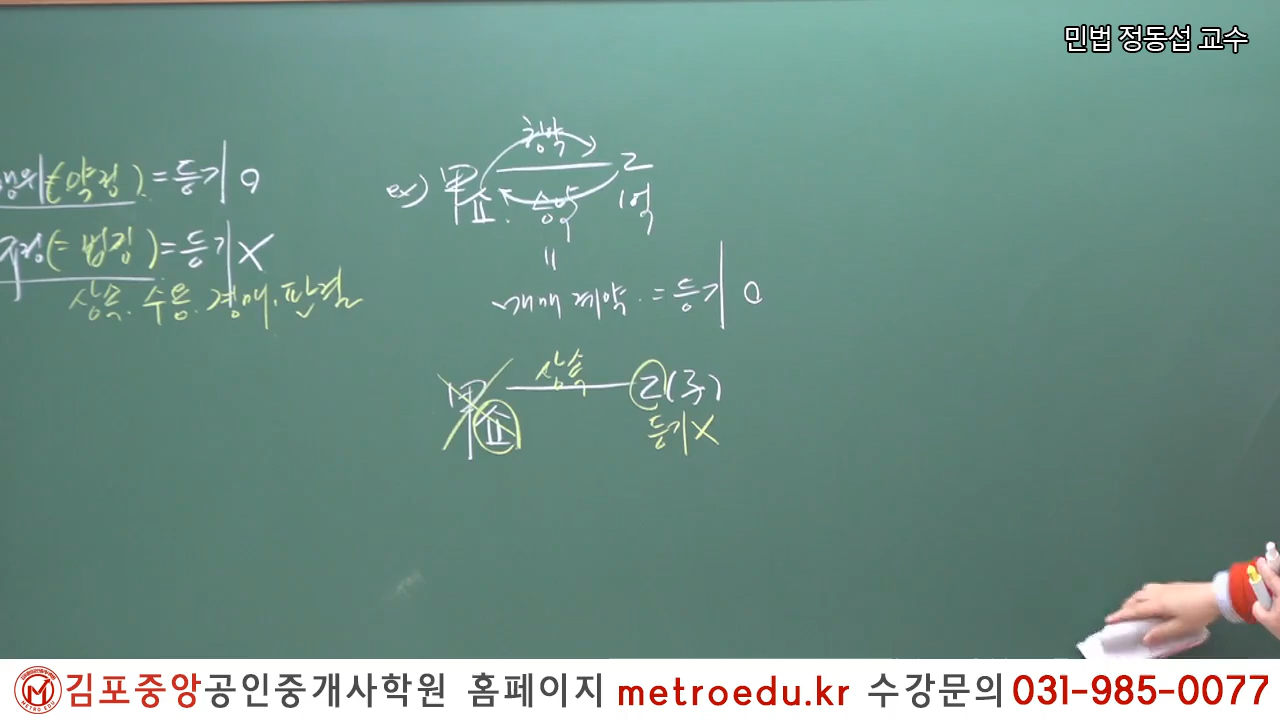 민법 정동섭 교수
행위(=약정) = 등기 O
규정(= 법정) = 등기 X
상속. 수용. 경매. 판결
ex) 甲 청약 乙
승낙 1억
=
매매계약. = 등기 O
甲 상속 乙(子)
등기 X
김포중앙공인중개사학원 홈페이지 metroedu.kr 수강문의 031-985-0077
METRO EDU